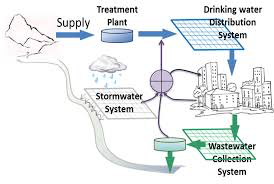 Supply
Treatment
Plant
Drinking water
Distribution
System
Stormwater
System
Wastewater
Collection
System